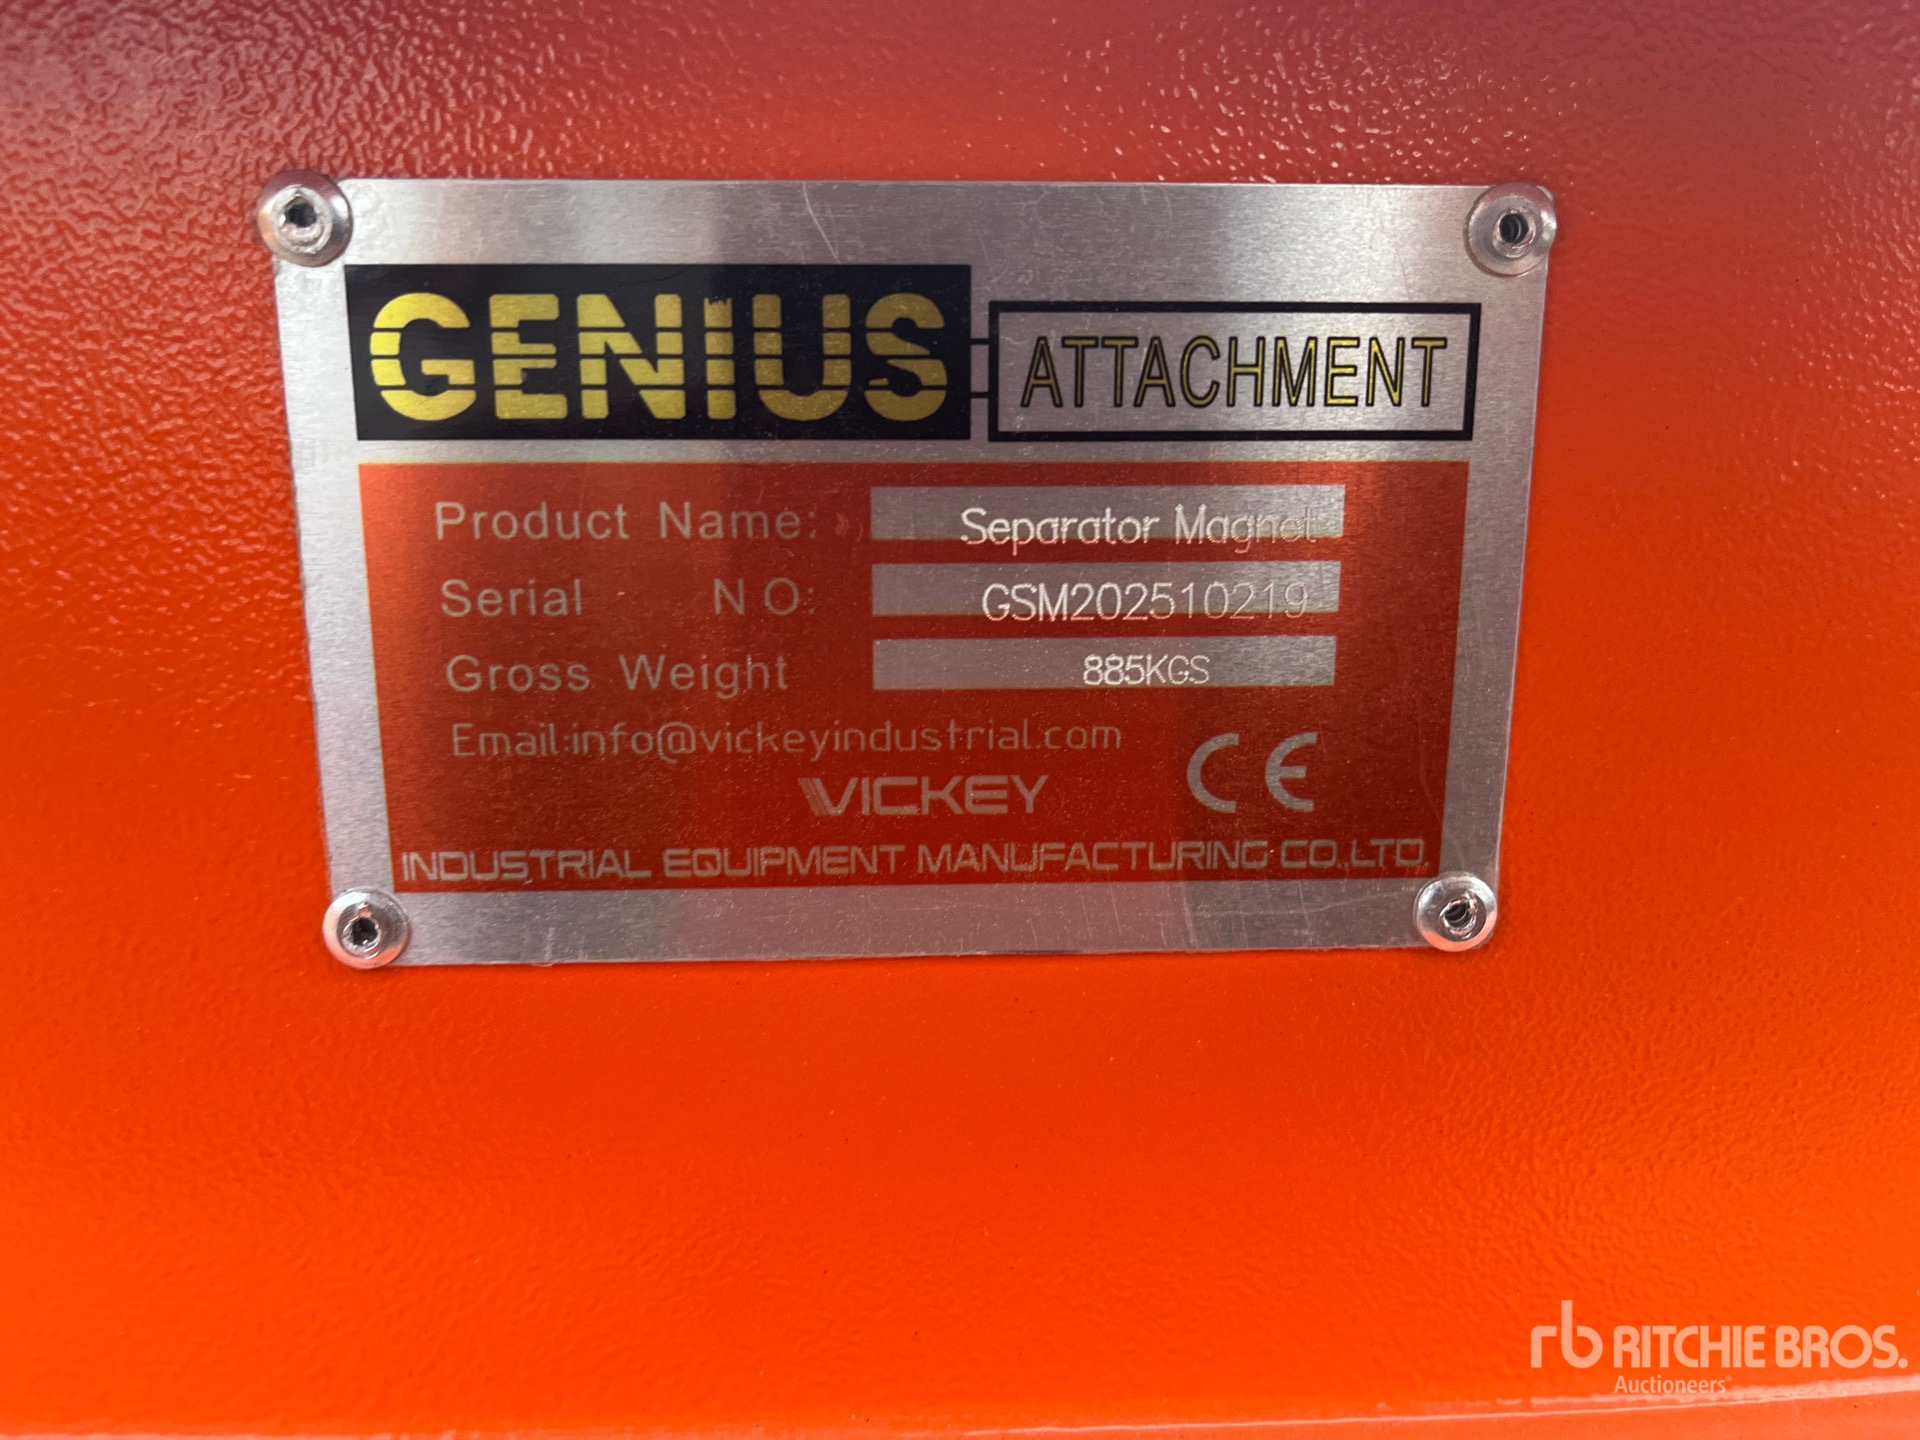 GENIUS ATTACHMENT
Product Name: Separator Magnet
Serial NO: GSM202510219
Gross Weight 885KGS
Email:info@vickeyindustrial.com
VICKEY CE
INDUSTRIAL EQUIPMENT MANUFACTURING CO.,LTD.
rb RITCHIE BROS.
Auctioneers